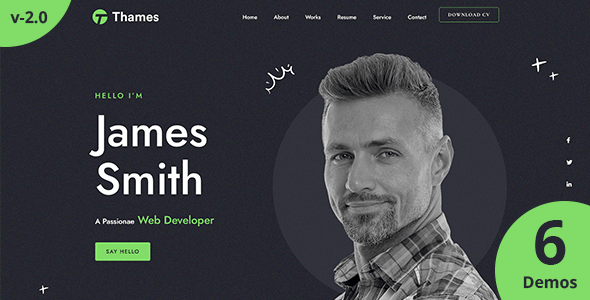 v-2.0
Thames
Home About Works Resume Service Contact DOWNLOAD CV
HELLO I'M
James
Smith
A Passionae Web Developer
SAY HELLO
6
Demos